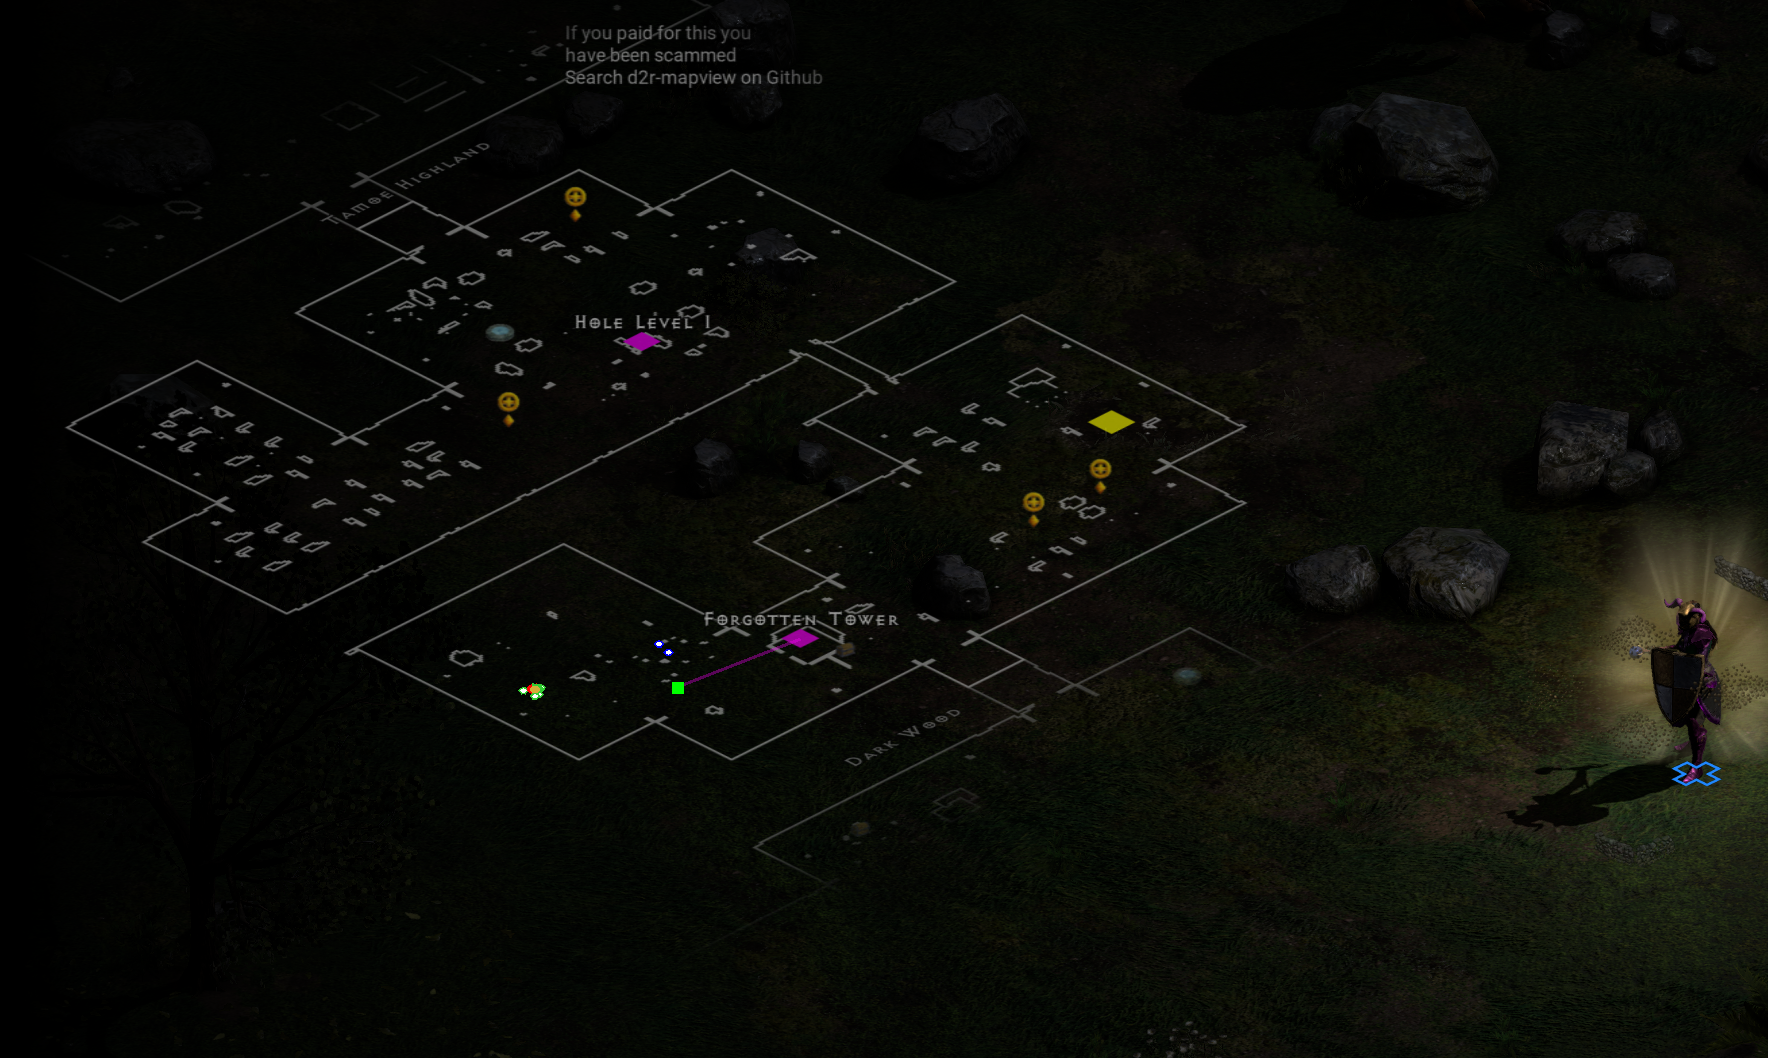 If you paid for this you
have been scammed
Search d2r-mapview on Github
Tamoe Highland
Hole Level 1
Forgotten Tower
Dark Wood